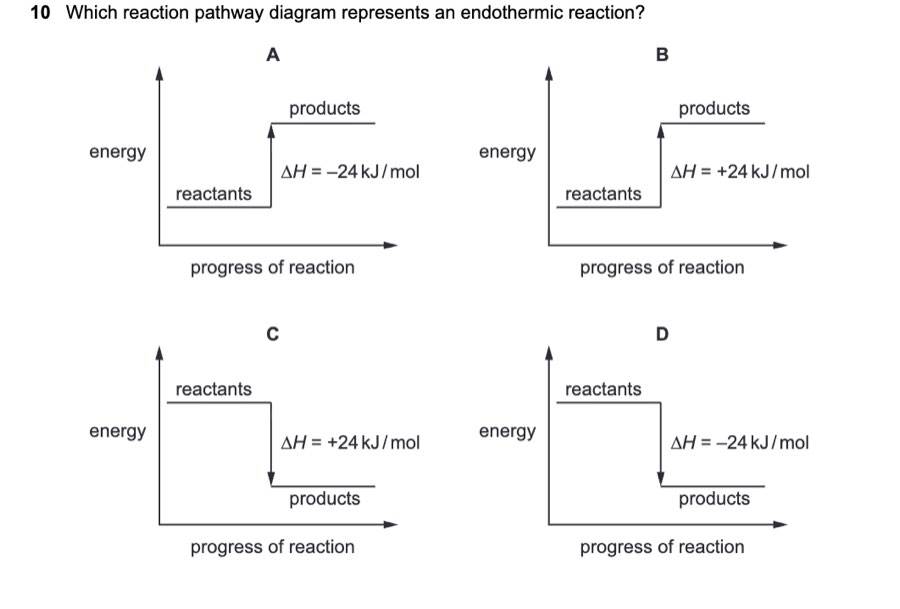 10 Which reaction pathway diagram represents an endothermic reaction?
A
products
energy
ΔH = –24 kJ/mol
reactants
progress of reaction
B
products
energy
ΔH = +24 kJ/mol
reactants
progress of reaction
C
reactants
energy
ΔH = +24 kJ/mol
products
progress of reaction
D
reactants
energy
ΔH = –24 kJ/mol
products
progress of reaction